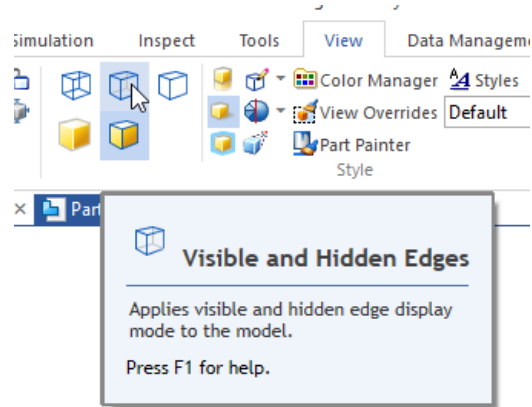 Simulation Inspect Tools View Data Manageme
Color Manager Styles
View Overrides Default
Part Painter
Style
Part
Visible and Hidden Edges
Applies visible and hidden edge display
mode to the model.
Press F1 for help.